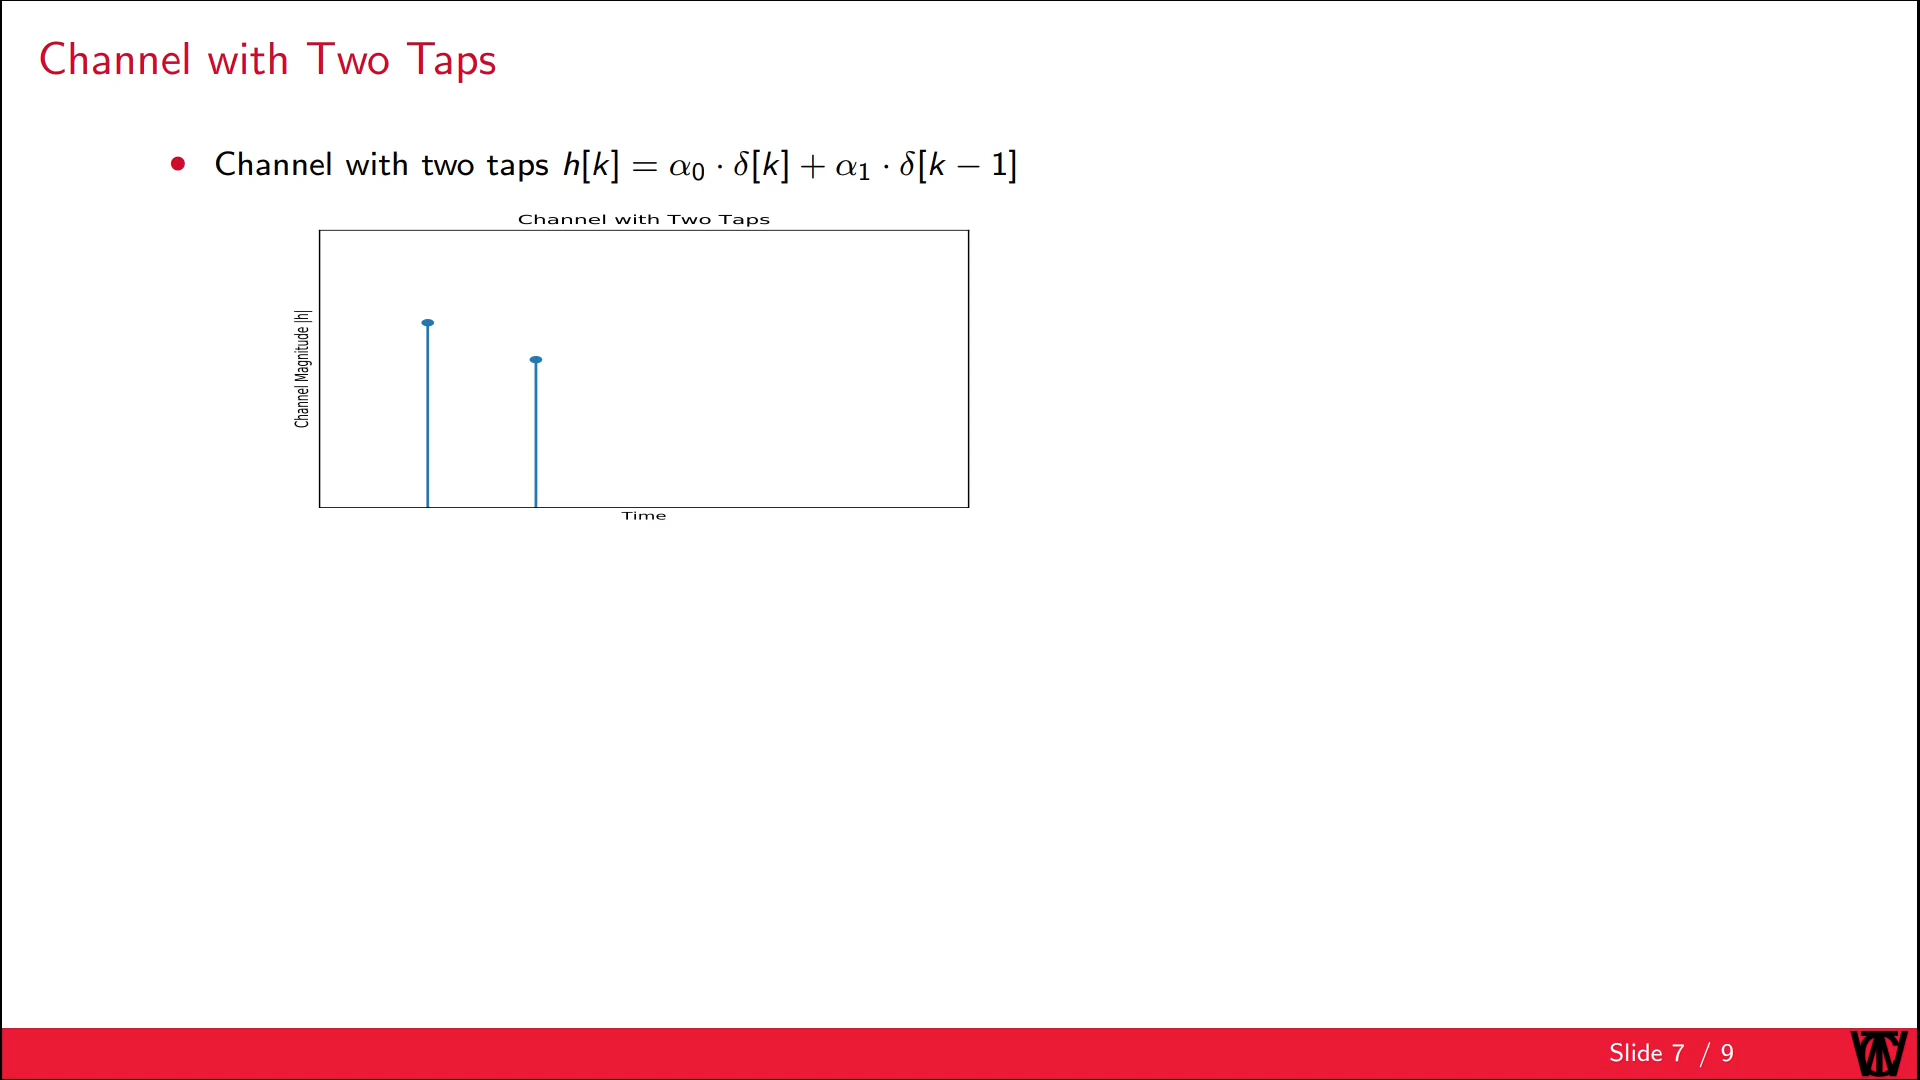 Channel with Two Taps
• Channel with two taps h[k] = α₀ · δ[k] + α₁ · δ[k − 1]
Channel with Two Taps
Channel Magnitude |h|
Time
Slide 7 / 9